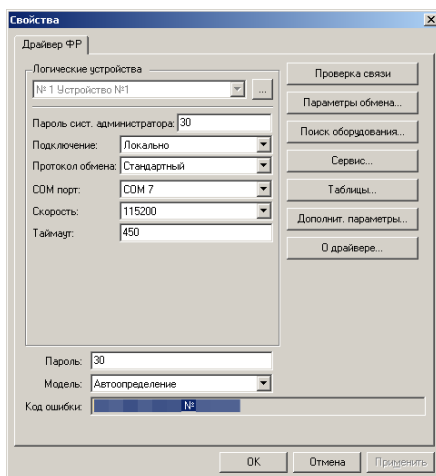 Свойства
Драйвер ФР
Логические устройства
№ 1 Устройство №1
...
Пароль сист. администратора: 30
Подключение: Локально
Протокол обмена: Стандартный
COM порт: COM 7
Скорость: 115200
Таймаут: 450
Проверка связи
Параметры обмена...
Поиск оборудования...
Сервис...
Таблицы...
Дополнит. параметры...
О драйвере...
Пароль: 30
Модель: Автоопределение
Код ошибки: №
OK Отмена Применить